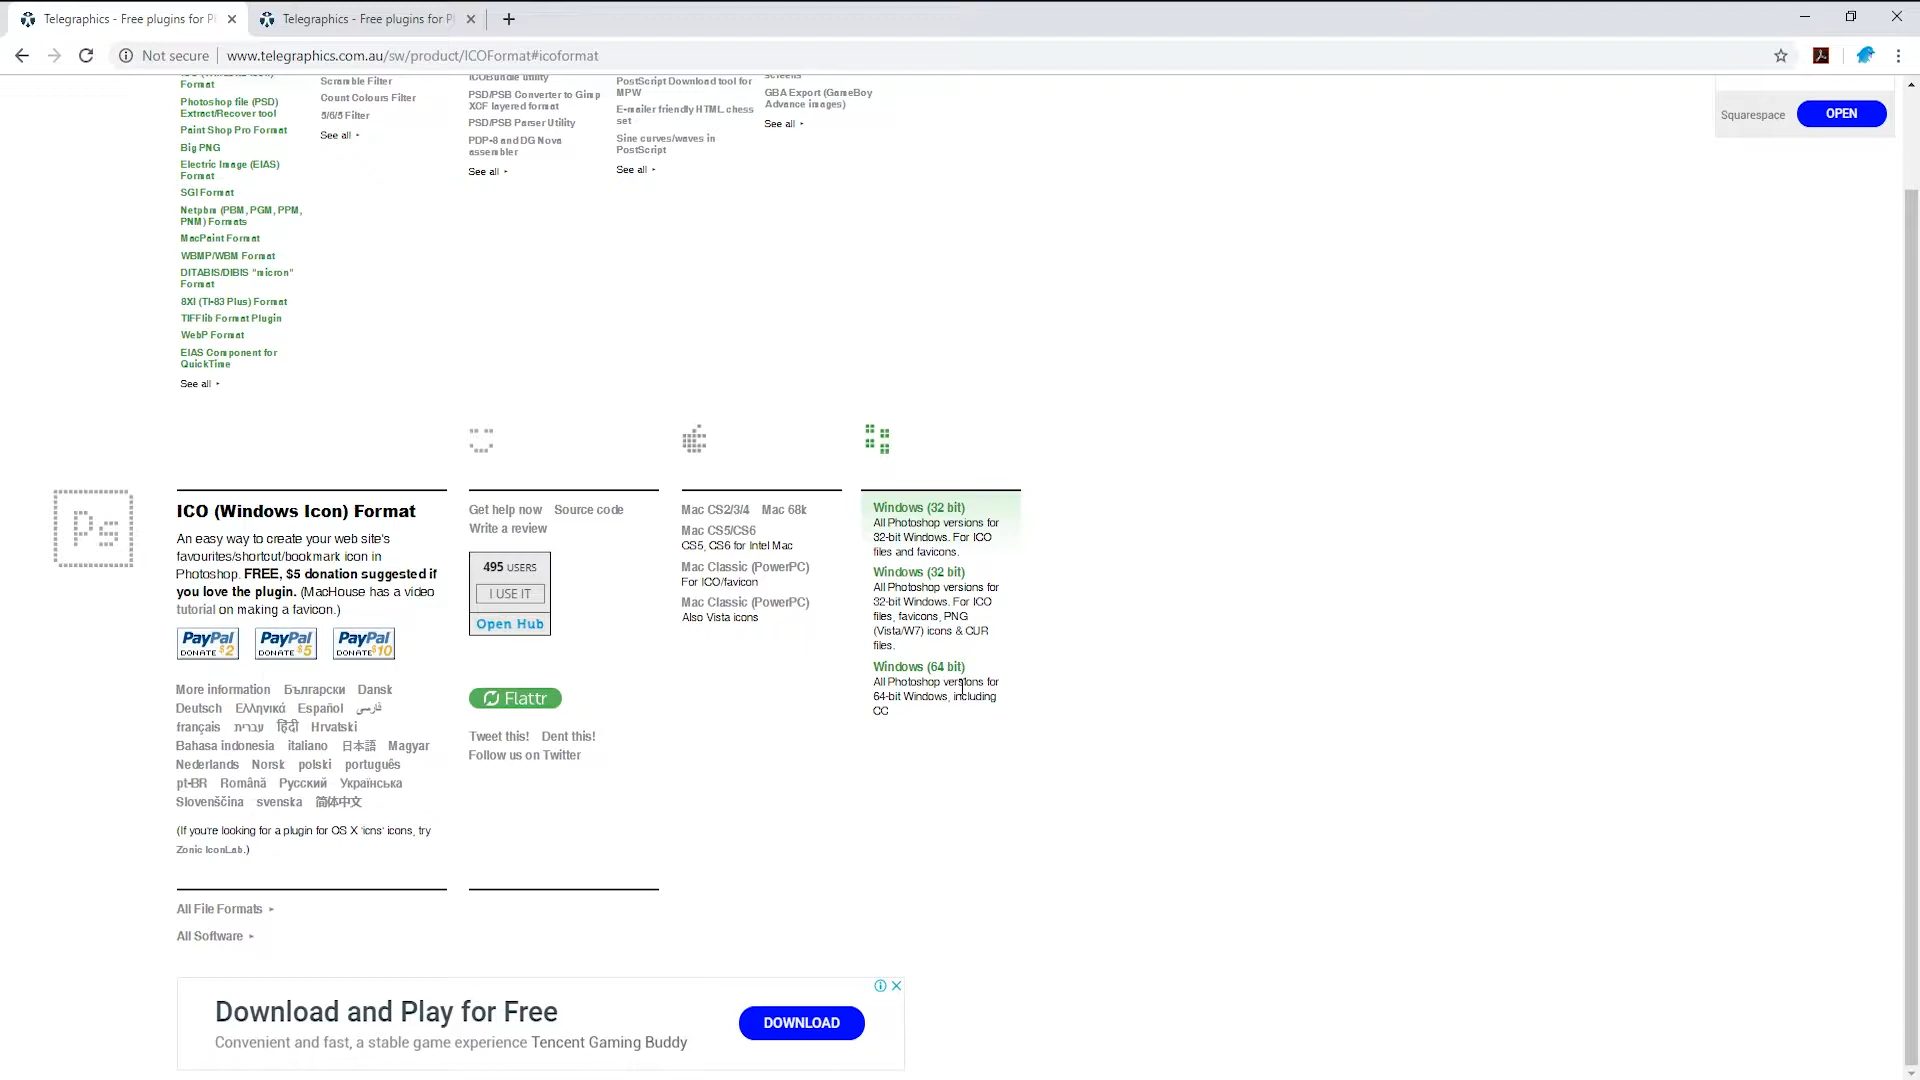 Telegraphics - Free plugins for P
Telegraphics - Free plugins for P
Not secure
www.telegraphics.com.au/sw/product/ICOFormat#icoformat
Format
Photoshop file (PSD)
Extract/Recover tool
Paint Shop Pro Format
Big PNG
Electric Image (EIAS)
Format
SGI Format
Netpbm (PBM, PGM, PPM,
PNM) Formats
MacPaint Format
WBMP/WBM Format
DITABIS/DIBIS "micron"
Format
8XI (TI-83 Plus) Format
TIFFlib Format Plugin
WebP Format
EIAS Component for
QuickTime
See all
Scramble Filter
Count Colours Filter
5/6/5 Filter
See all
ICOBundle utility
PSD/PSB Converter to Gimp
XCF layered format
PSD/PSB Parser Utility
PDP-8 and DG Nova
assembler
See all
PostScript Download tool for
MPW
E-mailer friendly HTML chess
set
Sine curves/waves in
PostScript
See all
screens
GBA Export (GameBoy
Advance images)
See all
Squarespace
OPEN
Ps
ICO (Windows Icon) Format
An easy way to create your web site's
favourites/shortcut/bookmark icon in
Photoshop. FREE, $5 donation suggested if
you love the plugin. (MacHouse has a video
tutorial on making a favicon.)
PayPal DONATE $2 PayPal DONATE $5 PayPal DONATE $10
More information Български Dansk
Deutsch Ελληνικά Español فارسی
français עברית हिंदी Hrvatski
Bahasa indonesia italiano 日本語 Magyar
Nederlands Norsk polski português
pt-BR Română Русский Українська
Slovenščina svenska 简体中文
(If you're looking for a plugin for OS X 'icns' icons, try
Zonic IconLab.)
Get help now Source code
Write a review
495 USERS
I USE IT
Open Hub
Flattr
Tweet this! Dent this!
Follow us on Twitter
Mac CS2/3/4 Mac 68k
Mac CS5/CS6
CS5, CS6 for Intel Mac
Mac Classic (PowerPC)
For ICO/favicon
Mac Classic (PowerPC)
Also Vista icons
Windows (32 bit)
All Photoshop versions for
32-bit Windows. For ICO
files and favicons.
Windows (32 bit)
All Photoshop versions for
32-bit Windows. For ICO
files, favicons, PNG
(Vista/W7) icons & CUR
files.
Windows (64 bit)
All Photoshop versions for
64-bit Windows, including
CC
All File Formats
All Software
Download and Play for Free
Convenient and fast, a stable game experience Tencent Gaming Buddy
DOWNLOAD